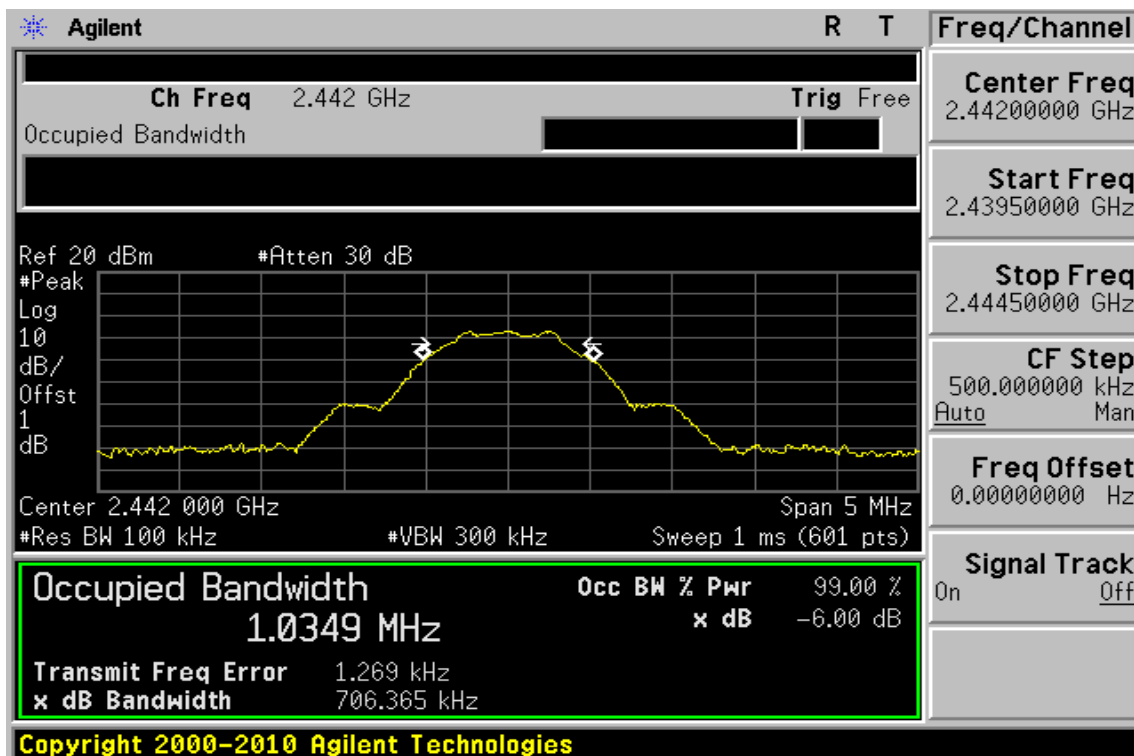 Agilent R T Freq/Channel
Ch Freq 2.442 GHz Trig Free
Occupied Bandwidth
Center Freq
2.44200000 GHz
Start Freq
2.43950000 GHz
Stop Freq
2.44450000 GHz
CF Step
500.000000 kHz
Auto Man
Freq Offset
0.00000000 Hz
Signal Track
On Off
Ref 20 dBm #Atten 30 dB
#Peak
Log
10
dB/
Offst
1
dB
Center 2.442 000 GHz Span 5 MHz
#Res BW 100 kHz #VBW 300 kHz Sweep 1 ms (601 pts)
Occupied Bandwidth Occ BW % Pwr 99.00 %
1.0349 MHz x dB -6.00 dB
Transmit Freq Error 1.269 kHz
x dB Bandwidth 706.365 kHz
Copyright 2000-2010 Agilent Technologies